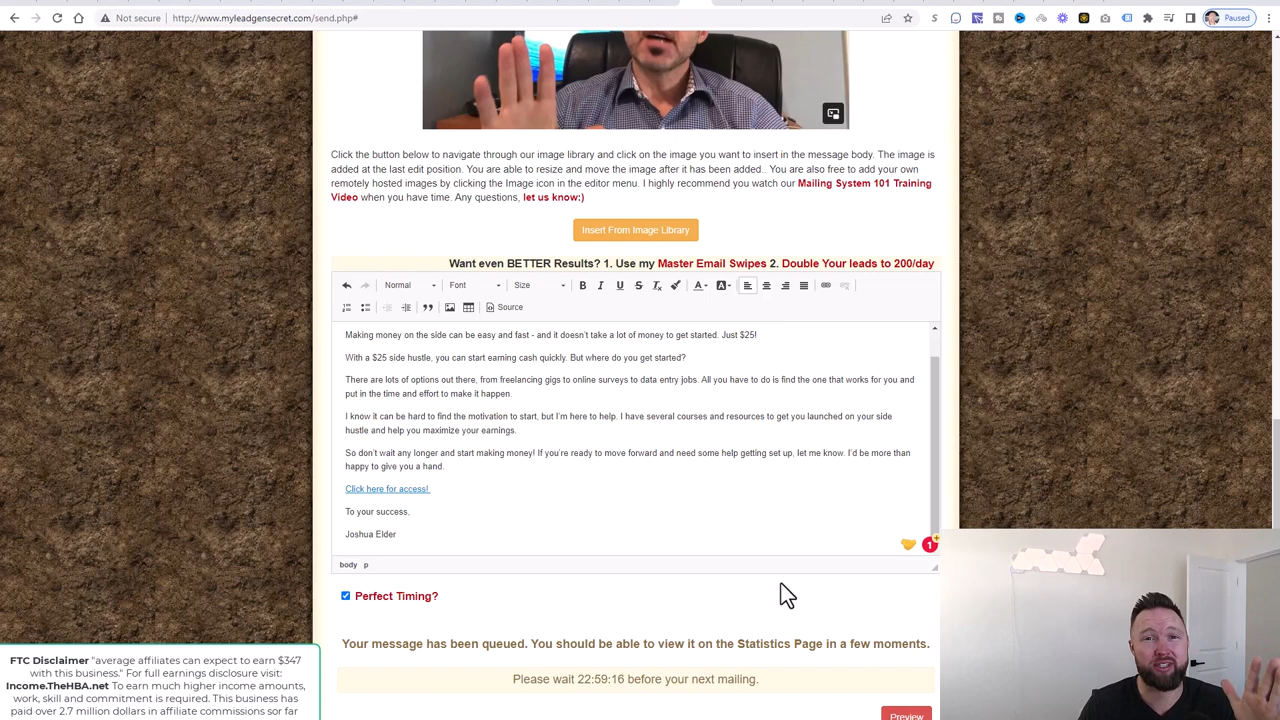 Not secure
http://www.myleadgensecret.com/send.php#
Paused
Click the button below to navigate through our image library and click on the image you want to insert in the message body. The image is
added at the last edit position. You are able to resize and move the image after it has been added.. You are also free to add your own
remotely hosted images by clicking the Image icon in the editor menu. I highly recommend you watch our Mailing System 101 Training
Video when you have time. Any questions, let us know:)
Insert From Image Library
Want even BETTER Results? 1. Use my Master Email Swipes 2. Double Your leads to 200/day
Normal
Font
Size
B I U S
Source
Making money on the side can be easy and fast - and it doesn't take a lot of money to get started. Just $25!
With a $25 side hustle, you can start earning cash quickly. But where do you get started?
There are lots of options out there, from freelancing gigs to online surveys to data entry jobs. All you have to do is find the one that works for you and
put in the time and effort to make it happen.
I know it can be hard to find the motivation to start, but I'm here to help. I have several courses and resources to get you launched on your side
hustle and help you maximize your earnings.
So don't wait any longer and start making money! If you're ready to move forward and need some help getting set up, let me know. I'd be more than
happy to give you a hand.
Click here for access!
To your success,
Joshua Elder
1
body p
Perfect Timing?
Your message has been queued. You should be able to view it on the Statistics Page in a few moments.
Please wait 22:59:16 before your next mailing.
Preview
FTC Disclaimer "average affiliates can expect to earn $347
with this business." For full earnings disclosure visit:
Income.TheHBA.net To earn much higher income amounts,
work, skill and commitment is required. This business has
paid over 2.7 million dollars in affiliate commissions sor far